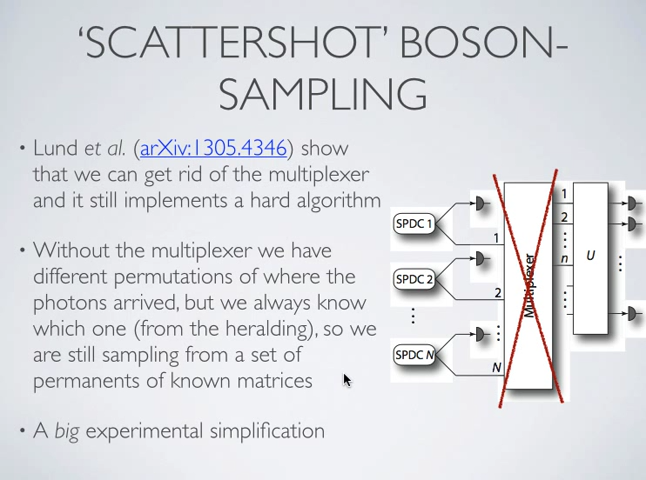 ‘SCATTERSHOT’ BOSON-
SAMPLING
• Lund et al. (arXiv:1305.4346) show
that we can get rid of the multiplexer
and it still implements a hard algorithm
• Without the multiplexer we have
different permutations of where the
photons arrived, but we always know
which one (from the heralding), so we
are still sampling from a set of
permanents of known matrices
• A big experimental simplification
SPDC 1
1
SPDC 2
2
SPDC N
N
Multiplexer
1
2
n
U